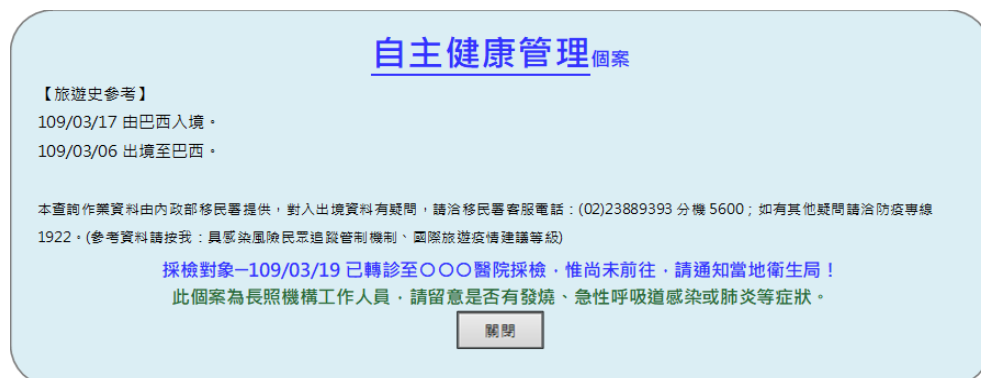 自主健康管理個案
【旅遊史參考】
109/03/17 由巴西入境。
109/03/06 出境至巴西。
本查詢作業資料由內政部移民署提供，對入出境資料有疑問，請洽移民署客服電話：(02)23889393 分機 5600；如有其他疑問請洽防疫專線
1922。(參考資料請按我：具感染風險民眾追蹤管制機制、國際旅遊疫情建議等級)
採檢對象—109/03/19 已轉診至○○○醫院採檢，惟尚未前往，請通知當地衛生局！
此個案為長照機構工作人員，請留意是否有發燒、急性呼吸道感染或肺炎等症狀。
關閉